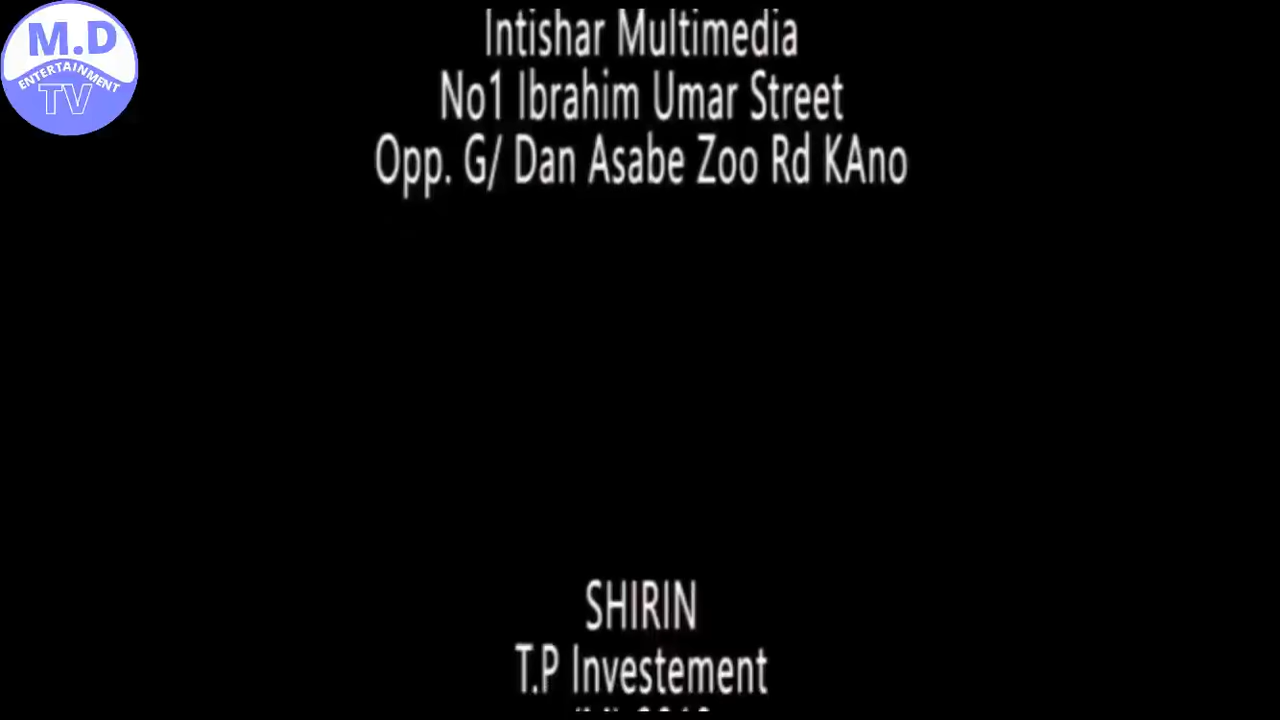 M.D
ENTERTAINMENT
TV
Intishar Multimedia
No1 Ibrahim Umar Street
Opp. G/ Dan Asabe Zoo Rd KAno
SHIRIN
T.P Investement